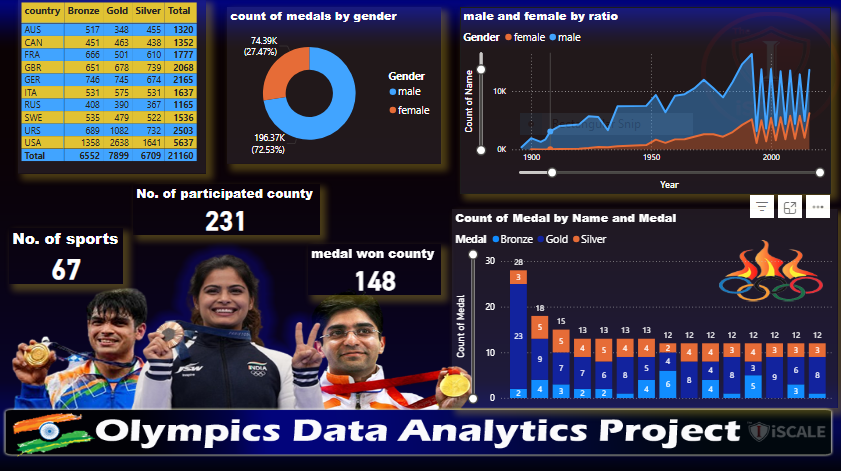 country Bronze Gold Silver Total
AUS 517 348 455 1320
CAN 451 463 438 1352
FRA 666 501 610 1777
GBR 651 678 739 2068
GER 746 745 674 2165
ITA 531 575 531 1637
RUS 408 390 367 1165
SWE 535 479 522 1536
URS 689 1082 732 2503
USA 1358 2638 1641 5637
Total 6552 7899 6709 21160
count of medals by gender
74.39K
(27.47%)
Gender
male
female
196.37K
(72.53%)
male and female by ratio
Gender female male
Count of Name
10K
0K
1900 1950 2000
Year
No. of participated county
231
No. of sports
67
medal won county
148
Count of Medal by Name and Medal
Medal Bronze Gold Silver
Count of Medal
30
20
10
0
28 18 15 13 13 13 13 12 12 12 12 12 12 12 12
3 5 5 4 5 4 4 2 4 4 3 4 3 3
23 9 7 7 6 8 5 4 8 4 8 3 9 6 8
2 4 3 2 2 4 6 4 5 3
INDIA
JSW
Inspire
Olympics Data Analytics Project
iSCALE